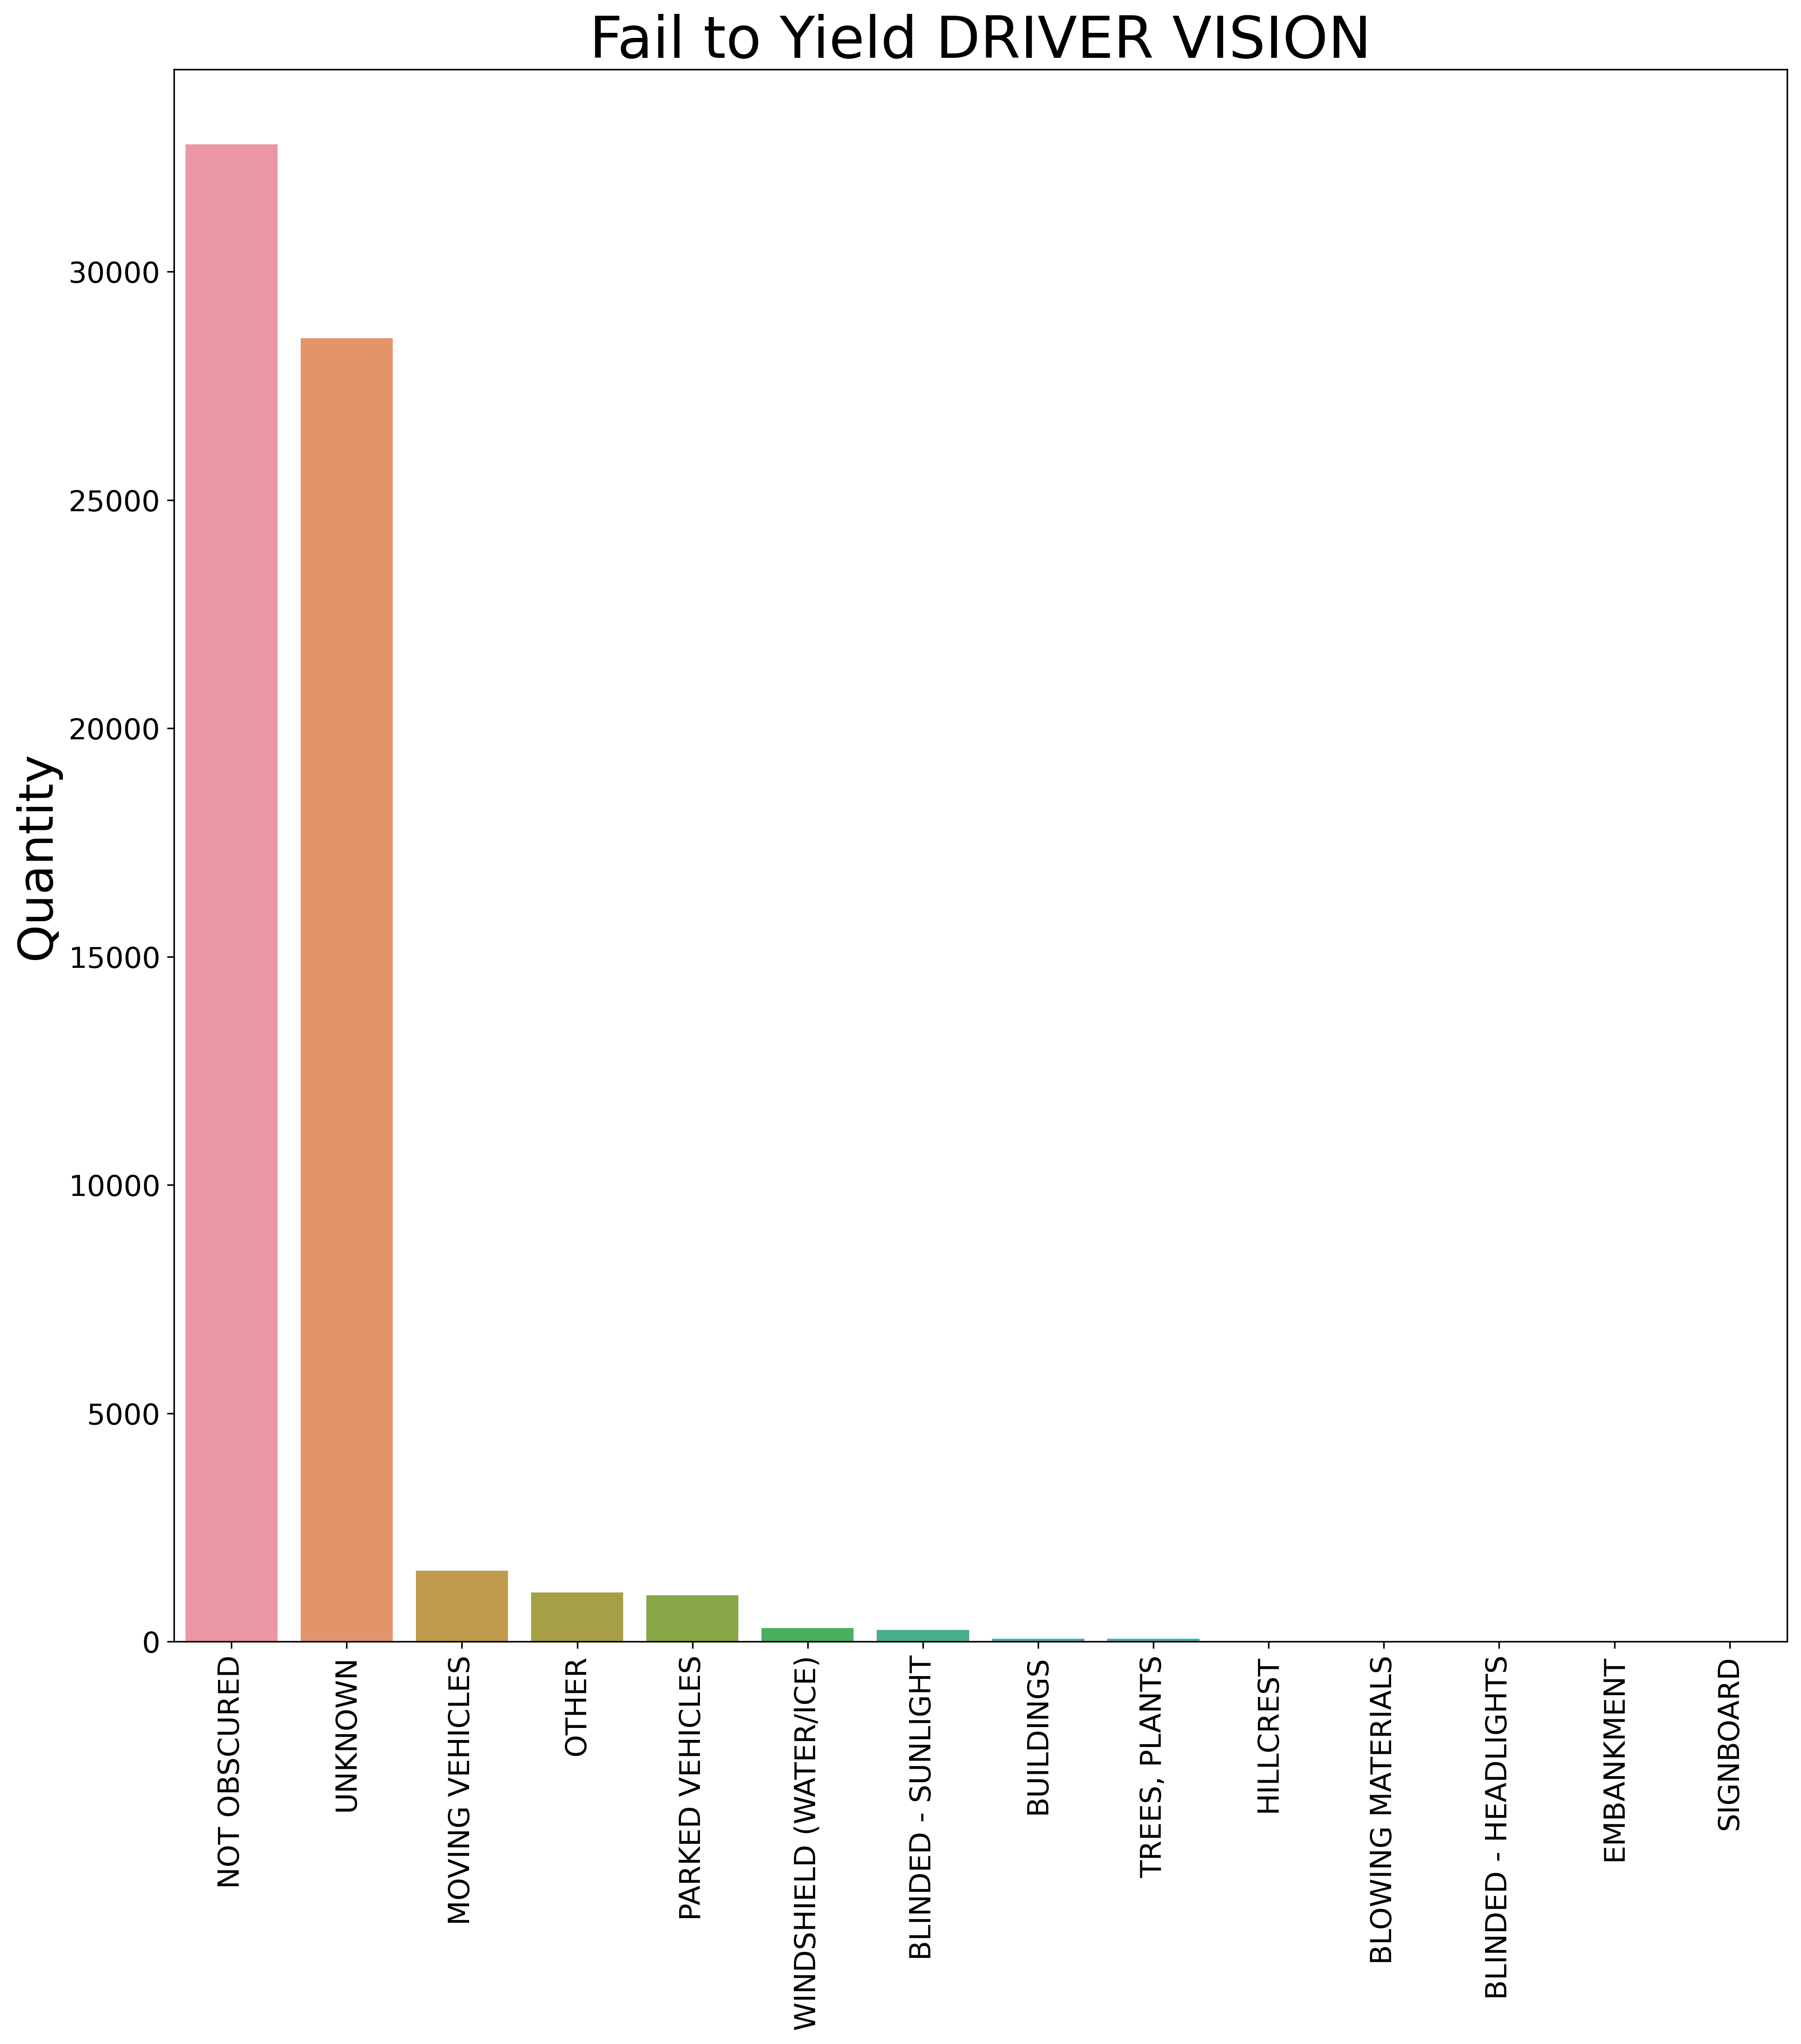 Fail to Yield DRIVER VISION
Quantity
30000
25000
20000
15000
10000
5000
0
NOT OBSCURED
UNKNOWN
MOVING VEHICLES
OTHER
PARKED VEHICLES
WINDSHIELD (WATER/ICE)
BLINDED - SUNLIGHT
BUILDINGS
TREES, PLANTS
HILLCREST
BLOWING MATERIALS
BLINDED - HEADLIGHTS
EMBANKMENT
SIGNBOARD